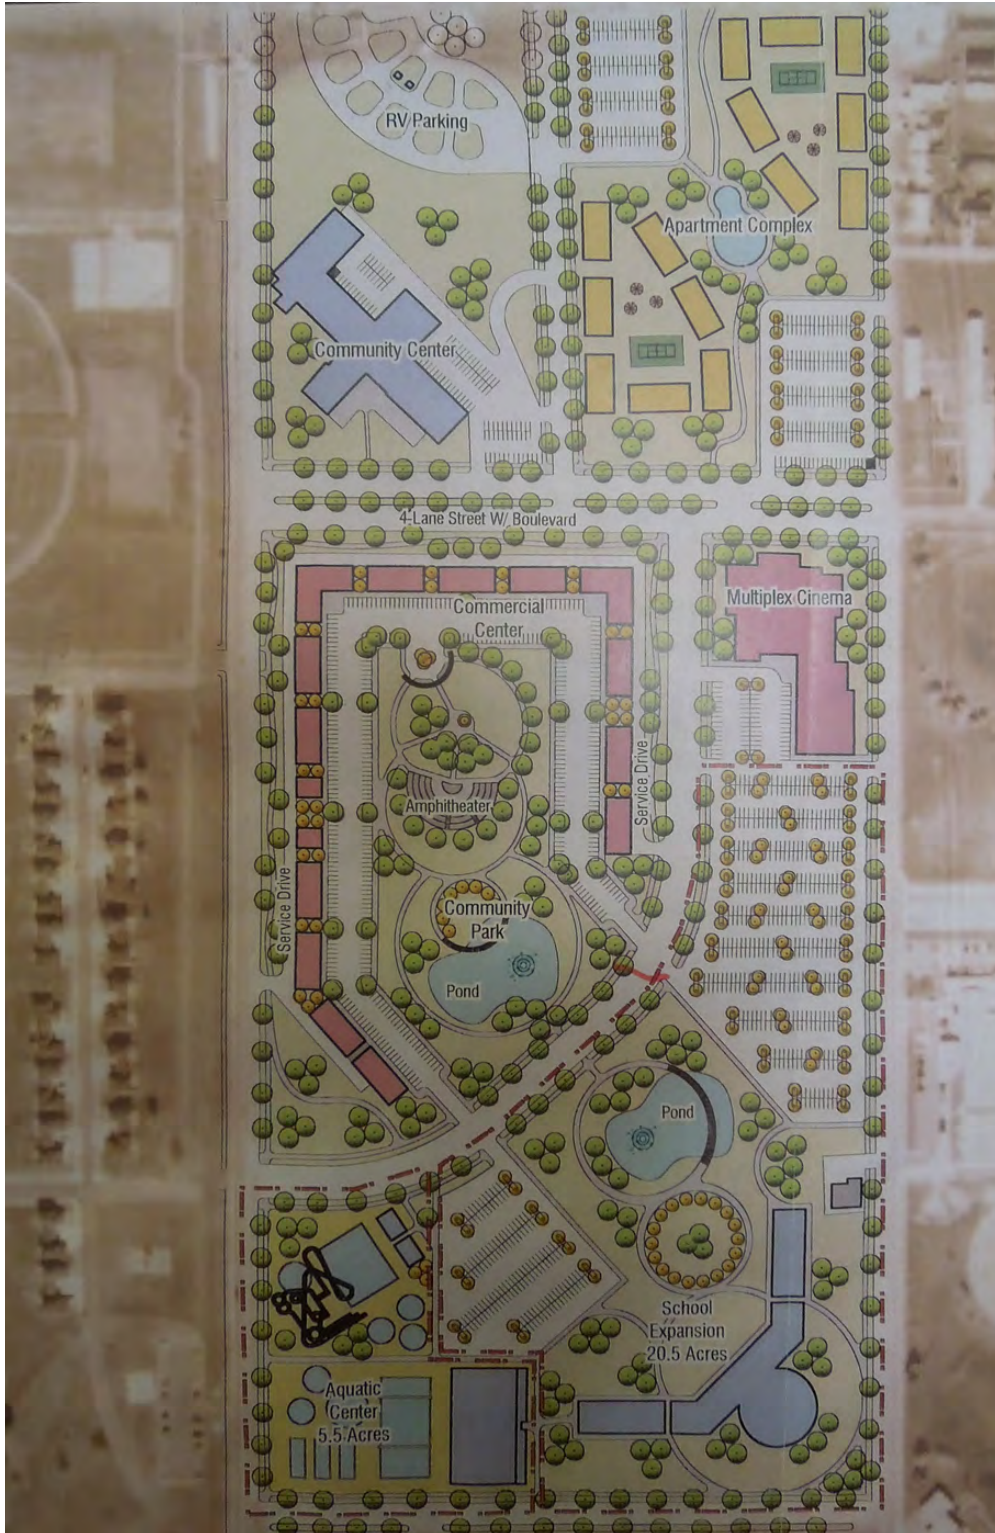 RV Parking
Apartment Complex
Community Center
4-Lane Street W/ Boulevard
Commercial
Center
Multiplex Cinema
Service Drive
Amphitheater
Service Drive
Community
Park
Pond
Pond
School
Expansion
20.5 Acres
Aquatic
Center
5.5 Acres